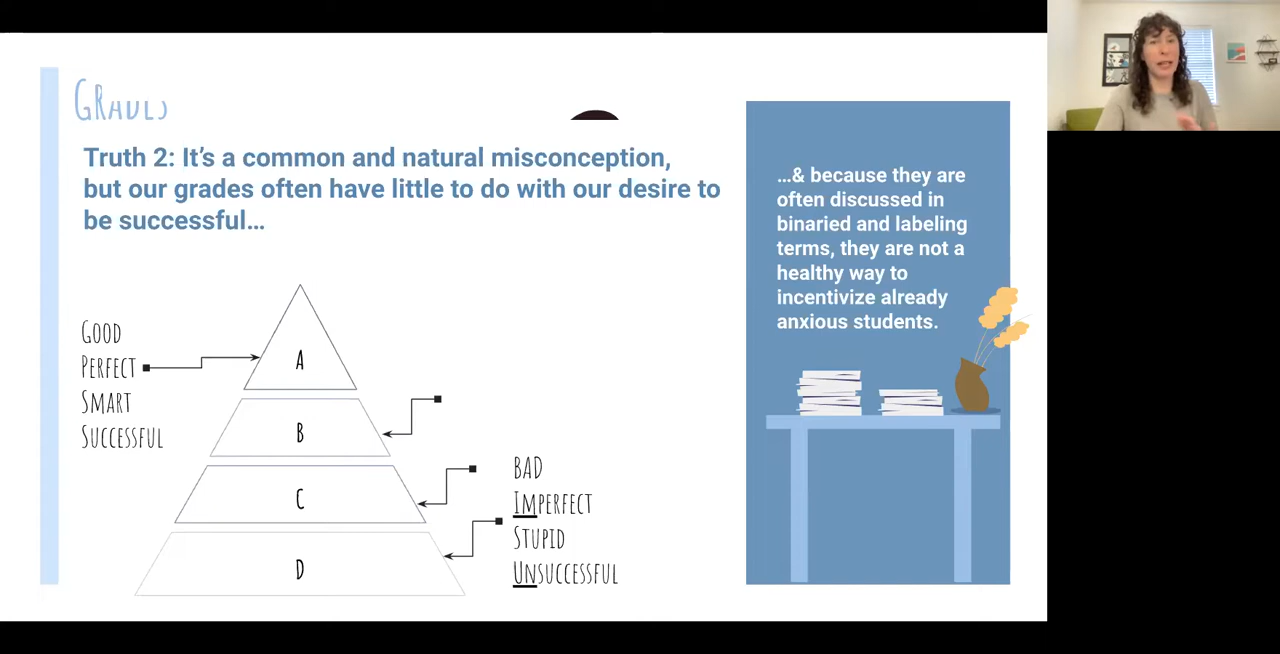 Truth 2: It's a common and natural misconception,
but our grades often have little to do with our desire to
be successful...
...& because they are
often discussed in
binaried and labeling
terms, they are not a
healthy way to
incentivize already
anxious students.
GOOD
PERFECT
SMART
SUCCESSFUL
A
B
C
D
BAD
IMPERFECT
STUPID
UNSUCCESSFUL